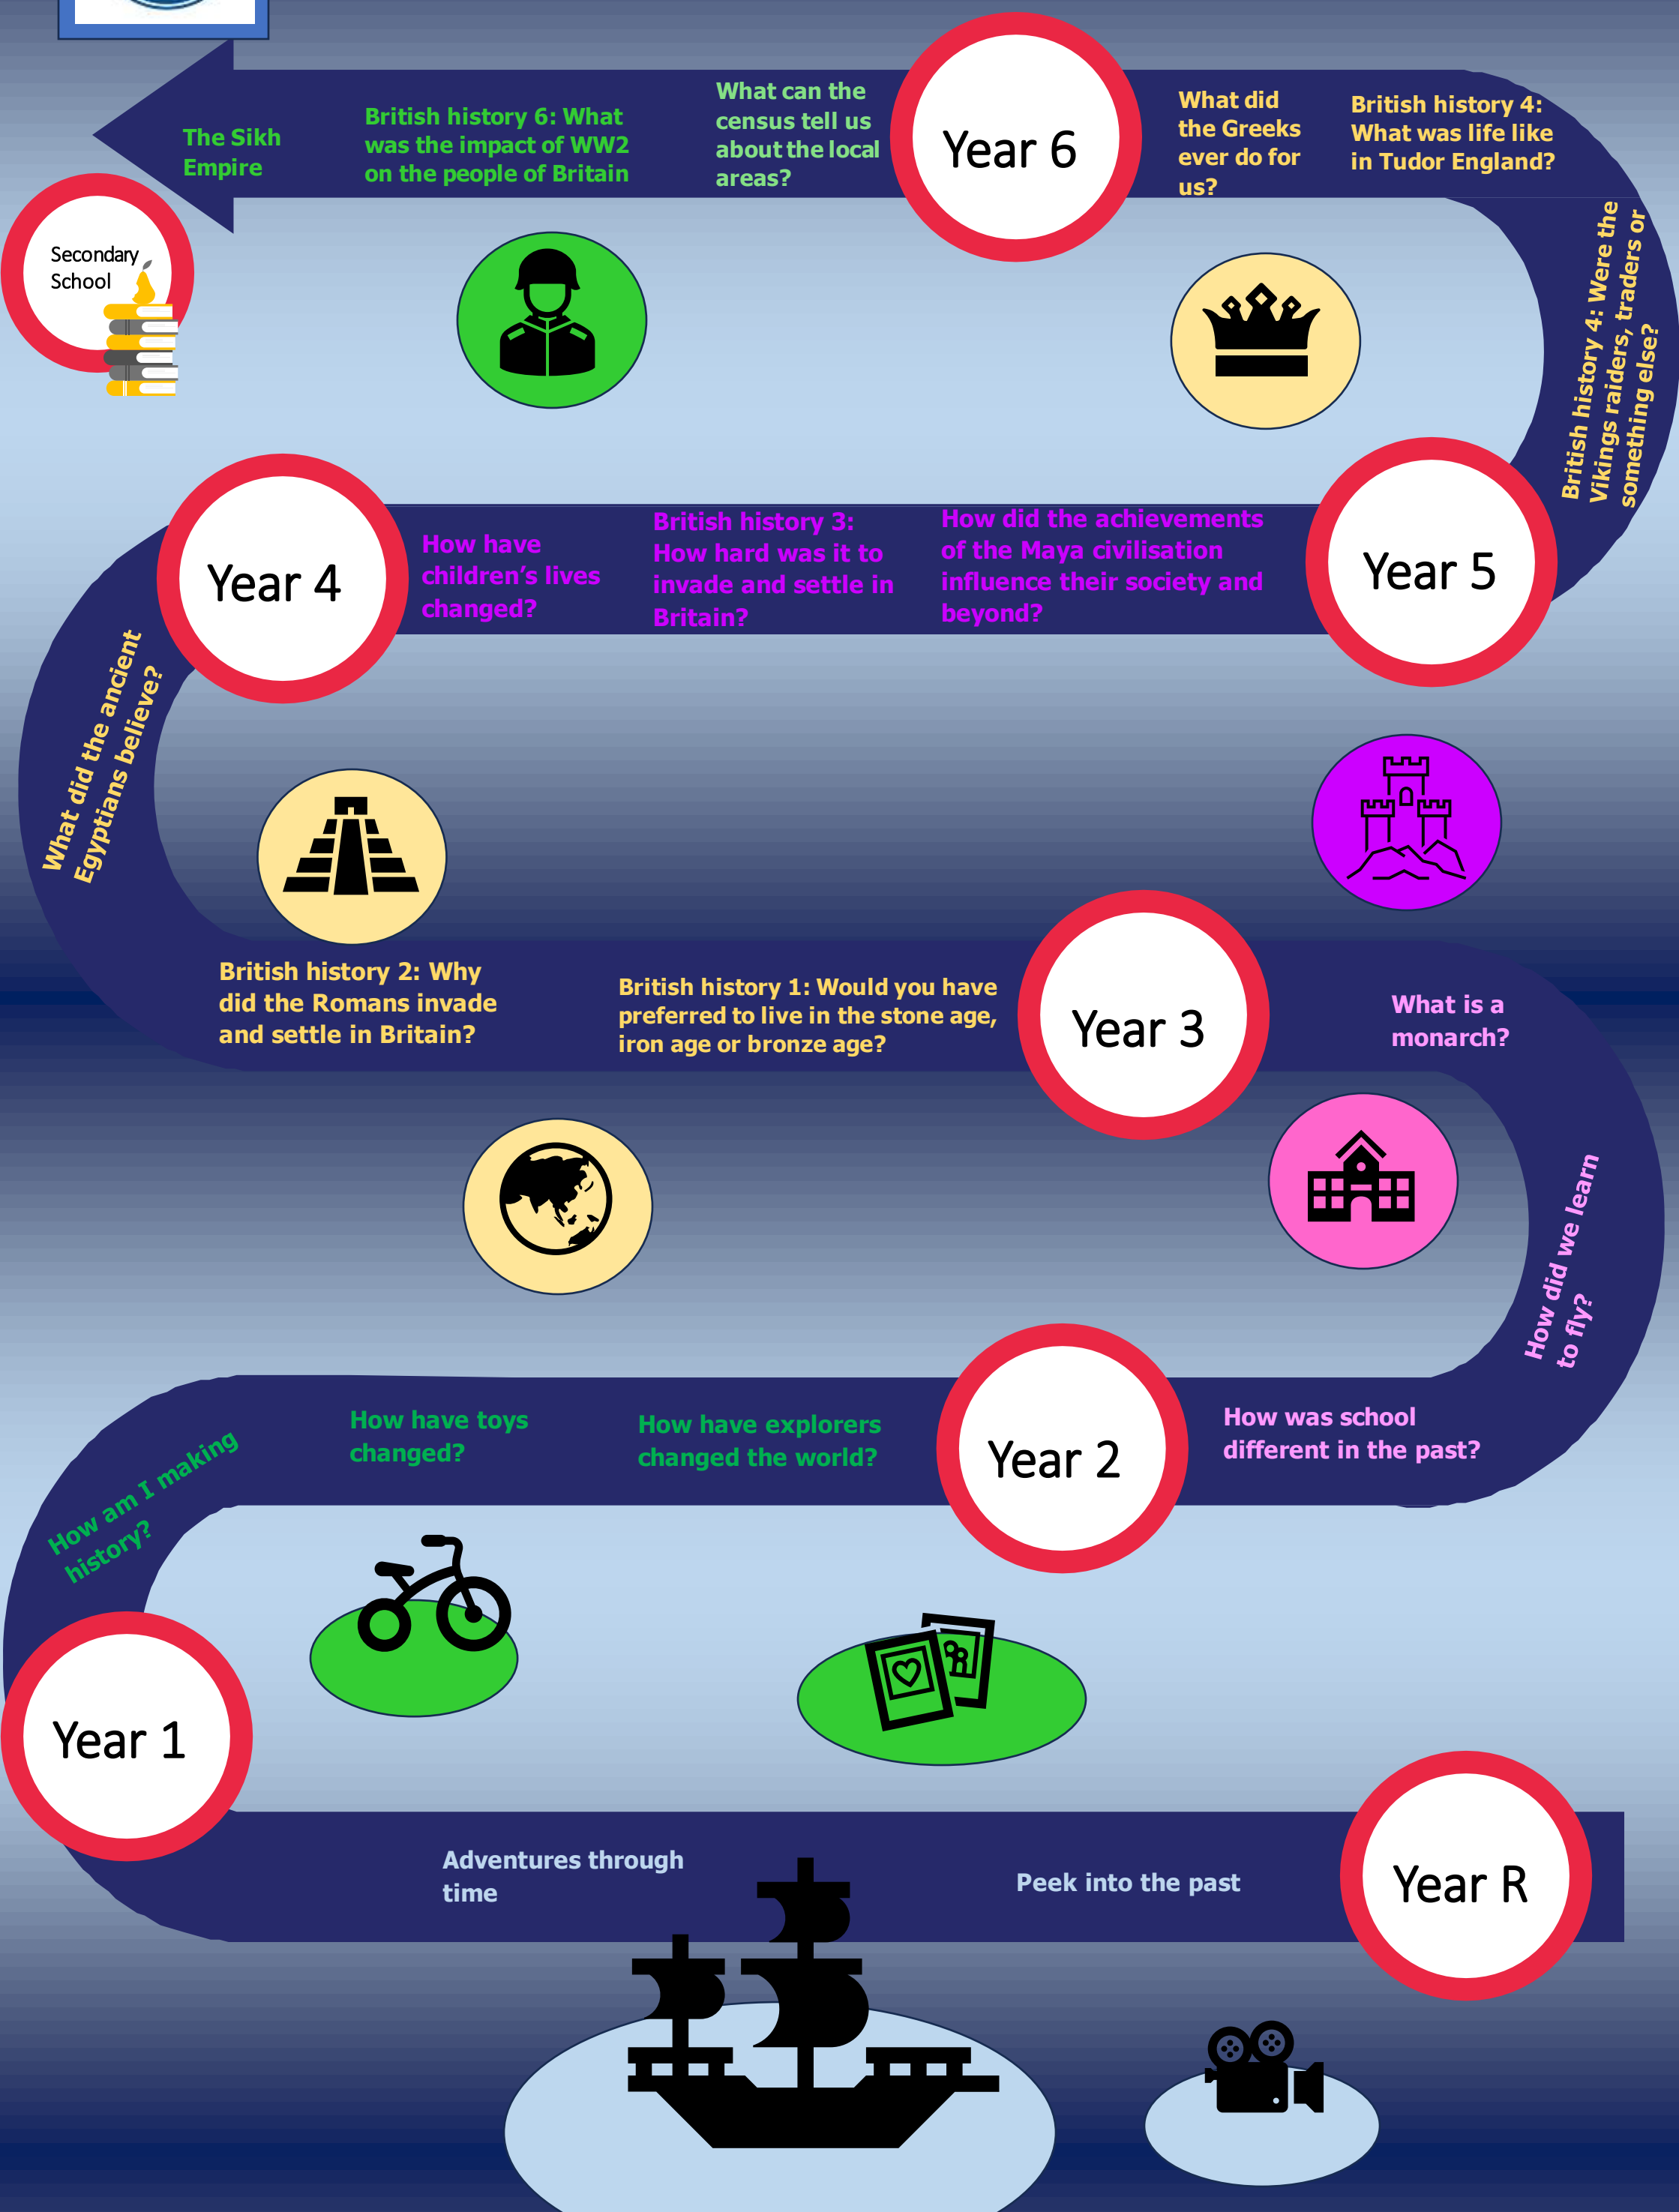 The Sikh
Empire
British history 6: What
was the impact of WW2
on the people of Britain
What can the
census tell us
about the local
areas?
Year 6
What did
the Greeks
ever do for
us?
British history 4:
What was life like
in Tudor England?
Secondary
School
British history 4: Were the
Vikings raiders, traders or
something else?
Year 4
How have
children’s lives
changed?
British history 3:
How hard was it to
invade and settle in
Britain?
How did the achievements
of the Maya civilisation
influence their society and
beyond?
Year 5
What did the ancient
Egyptians believe?
British history 2: Why
did the Romans invade
and settle in Britain?
British history 1: Would you have
preferred to live in the stone age,
iron age or bronze age?
Year 3
What is a
monarch?
How did we learn
to fly?
How am I making
history?
How have toys
changed?
How have explorers
changed the world?
Year 2
How was school
different in the past?
Year 1
Adventures through
time
Peek into the past
Year R